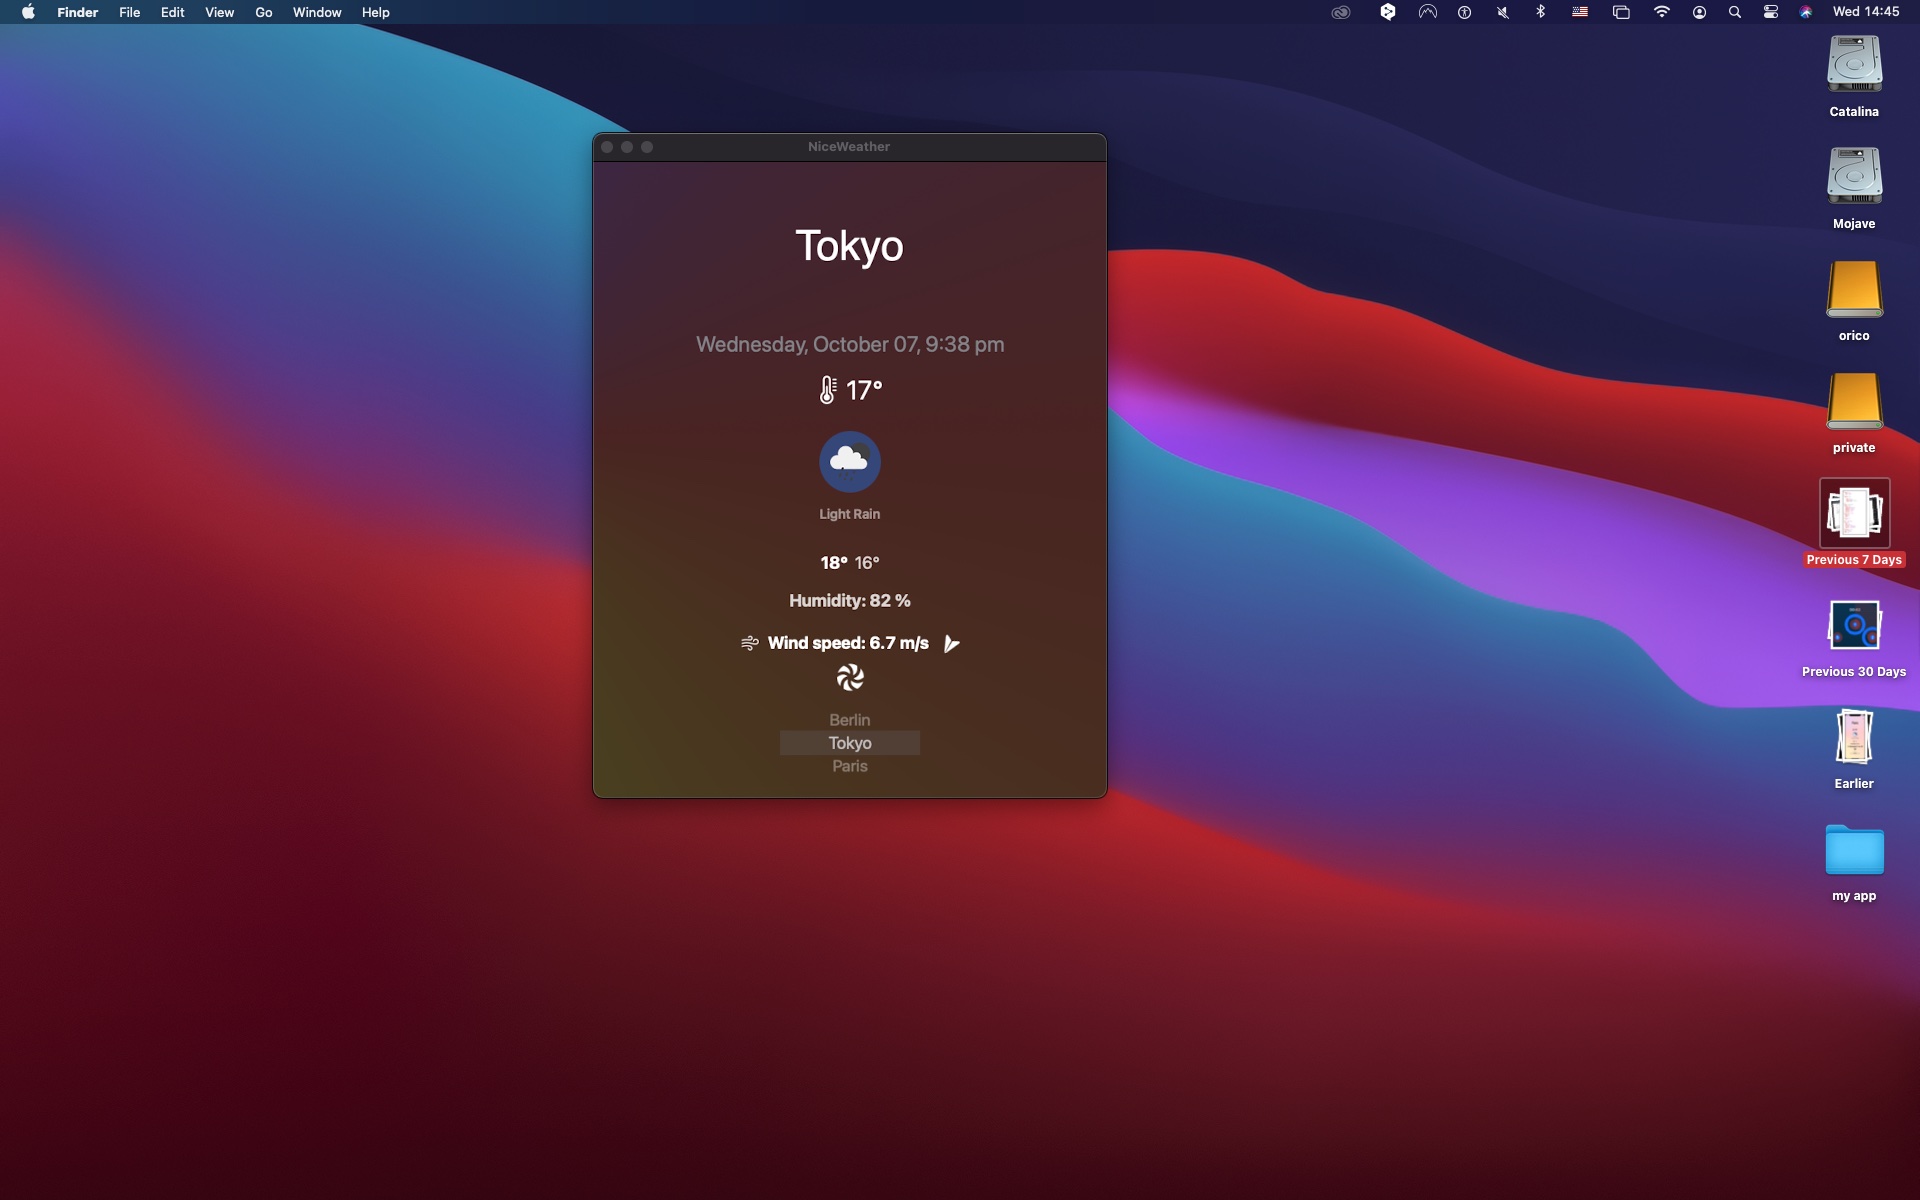 Finder File Edit View Go Window Help
Wed 14:45
NiceWeather
Tokyo
Wednesday, October 07, 9:38 pm
17°
Light Rain
18° 16°
Humidity: 82 %
Wind speed: 6.7 m/s
Berlin
Tokyo
Paris
Catalina
Mojave
orico
private
Previous 7 Days
Previous 30 Days
Earlier
my app